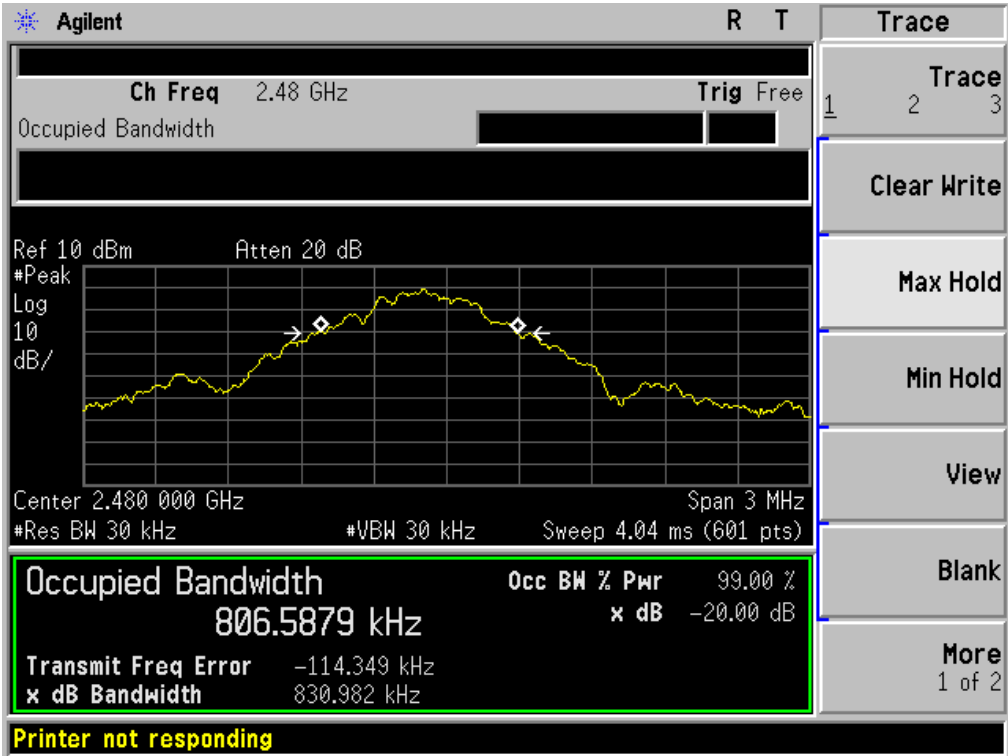 Agilent R T Trace
Ch Freq 2.48 GHz Trig Free
Occupied Bandwidth
Trace
1 2 3
Clear Write
Max Hold
Min Hold
View
Blank
More
1 of 2
Ref 10 dBm Atten 20 dB
#Peak
Log
10
dB/
Center 2.480 000 GHz Span 3 MHz
#Res BW 30 kHz #VBW 30 kHz Sweep 4.04 ms (601 pts)
Occupied Bandwidth Occ BW % Pwr 99.00 %
806.5879 kHz x dB -20.00 dB
Transmit Freq Error -114.349 kHz
x dB Bandwidth 830.982 kHz
Printer not responding